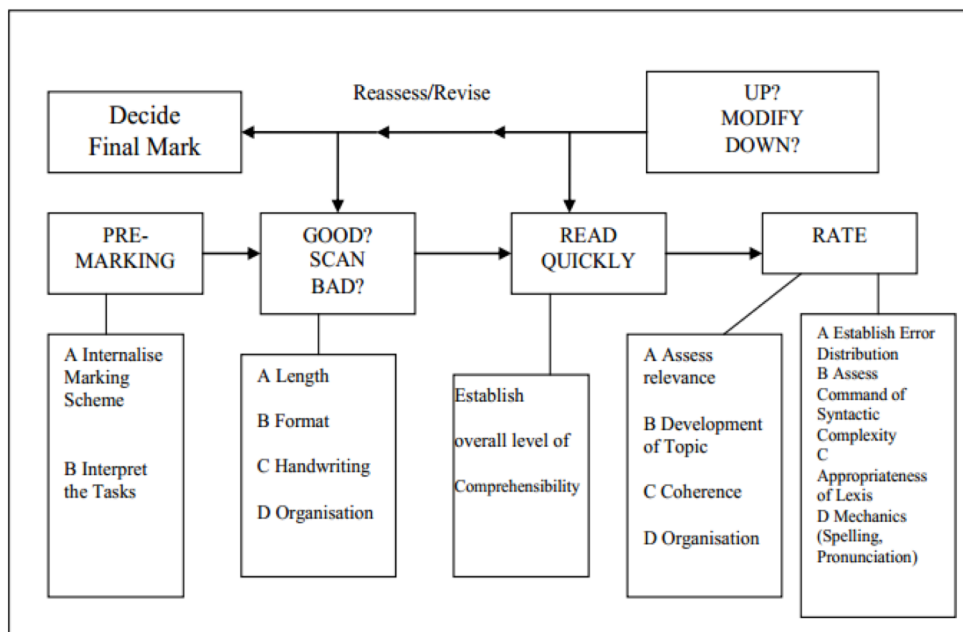 Reassess/Revise
Decide
Final Mark
UP?
MODIFY
DOWN?
PRE-
MARKING
GOOD?
SCAN
BAD?
READ
QUICKLY
RATE
A Internalise
Marking
Scheme
B Interpret
the Tasks
A Length
B Format
C Handwriting
D Organisation
Establish
overall level of
Comprehensibility
A Assess
relevance
B Development
of Topic
C Coherence
D Organisation
A Establish Error
Distribution
B Assess
Command of
Syntactic
Complexity
C
Appropriateness
of Lexis
D Mechanics
(Spelling,
Pronunciation)